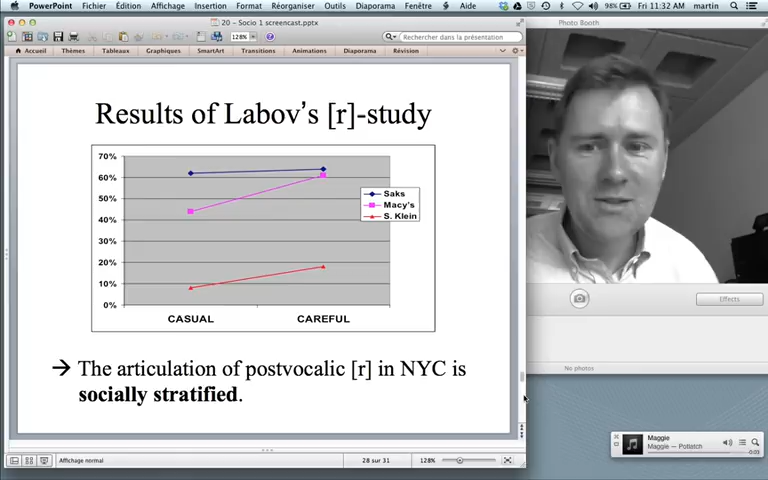 PowerPoint Fichier Édition Affichage Insertion Format Réorganiser Outils Diaporama Fenêtre Aide 98% Fri 11:32 AM martin
20 – Socio 1 screencast.pptx
Photo Booth
128%
Rechercher dans la présentation
Accueil Thèmes Tableaux Graphiques SmartArt Transitions Animations Diaporama Révision
Results of Labov's [r]-study
70%
60%
50%
40%
30%
20%
10%
0%
Saks
Macy's
S. Klein
CASUAL CAREFUL
Effects
→ The articulation of postvocalic [r] in NYC is
socially stratified.
No photos
Maggie
Maggie — Potlatch
-0:03
Affichage normal
28 sur 31
128%